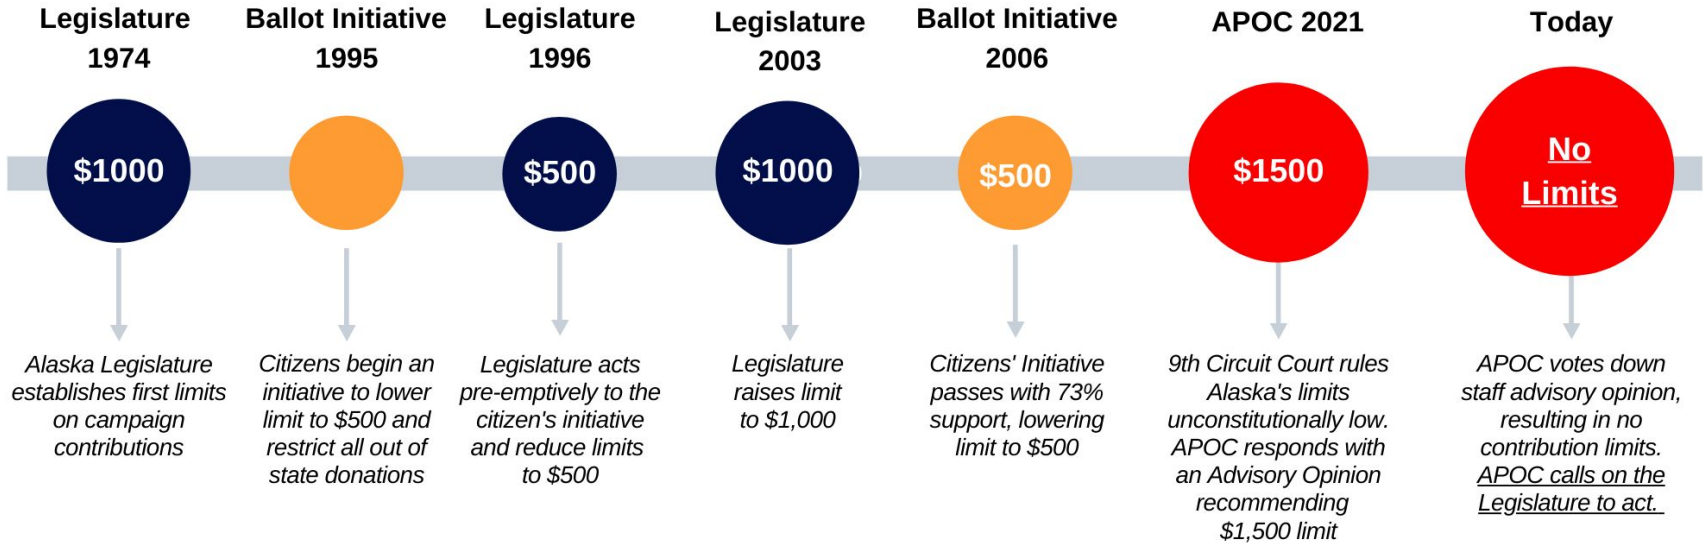 Legislature
1974
$1000
Alaska Legislature
establishes first limits
on campaign
contributions
Ballot Initiative
1995
Citizens begin an
initiative to lower
limit to $500 and
restrict all out of
state donations
Legislature
1996
$500
Legislature acts
pre-emptively to the
citizen's initiative
and reduce limits
to $500
Legislature
2003
$1000
Legislature
raises limit
to $1,000
Ballot Initiative
2006
$500
Citizens' Initiative
passes with 73%
support, lowering
limit to $500
APOC 2021
$1500
9th Circuit Court rules
Alaska's limits
unconstitutionally low.
APOC responds with
an Advisory Opinion
recommending
$1,500 limit
Today
No
Limits
APOC votes down
staff advisory opinion,
resulting in no
contribution limits.
APOC calls on the
Legislature to act.